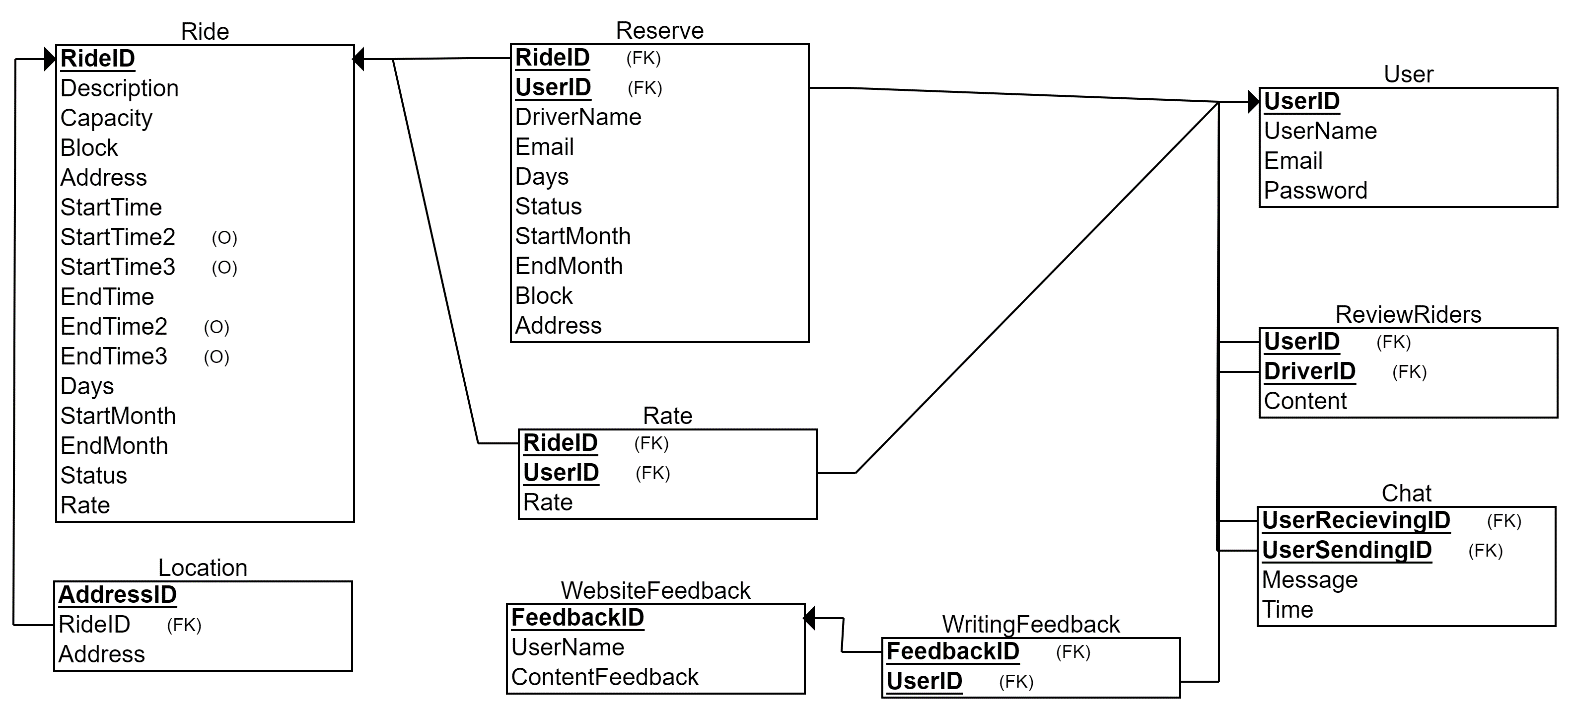 Ride
RideID
Description
Capacity
Block
Address
StartTime
StartTime2 (O)
StartTime3 (O)
EndTime
EndTime2 (O)
EndTime3 (O)
Days
StartMonth
EndMonth
Status
Rate
Location
AddressID
RideID (FK)
Address
Reserve
RideID (FK)
UserID (FK)
DriverName
Email
Days
Status
StartMonth
EndMonth
Block
Address
Rate
RideID (FK)
UserID (FK)
Rate
WebsiteFeedback
FeedbackID
UserName
ContentFeedback
WritingFeedback
FeedbackID (FK)
UserID (FK)
User
UserID
UserName
Email
Password
ReviewRiders
UserID (FK)
DriverID (FK)
Content
Chat
UserRecievingID (FK)
UserSendingID (FK)
Message
Time